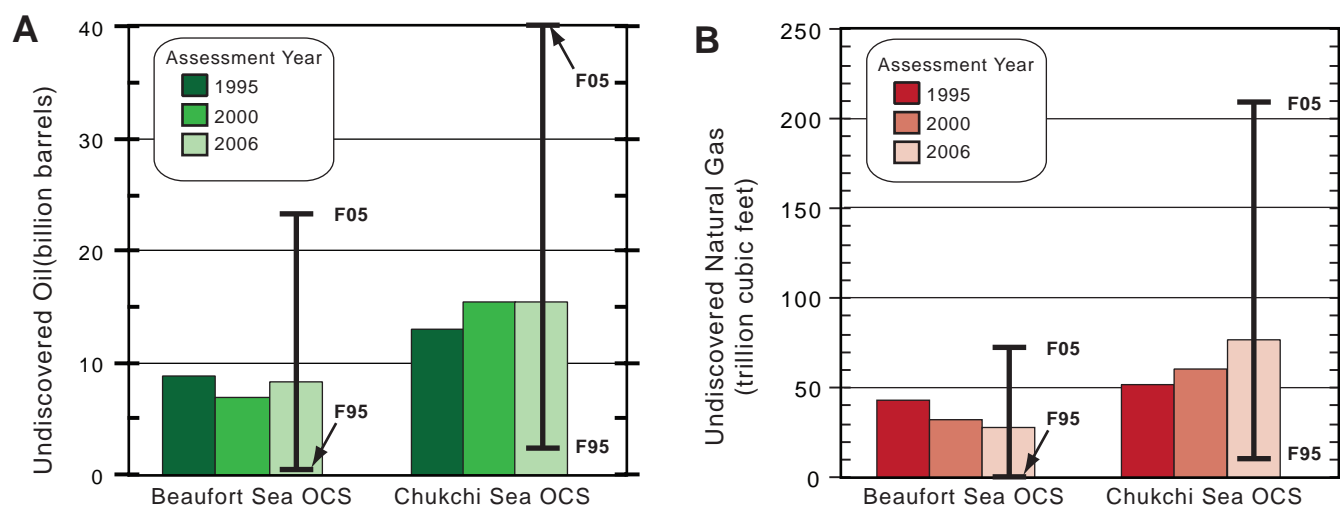 A
Undiscovered Oil(billion barrels)
40
30
20
10
0
Assessment Year
1995
2000
2006
F05
F95
F05
F95
Beaufort Sea OCS
Chukchi Sea OCS
B
Undiscovered Natural Gas
(trillion cubic feet)
250
200
150
100
50
0
Assessment Year
1995
2000
2006
F05
F95
F05
F95
Beaufort Sea OCS
Chukchi Sea OCS